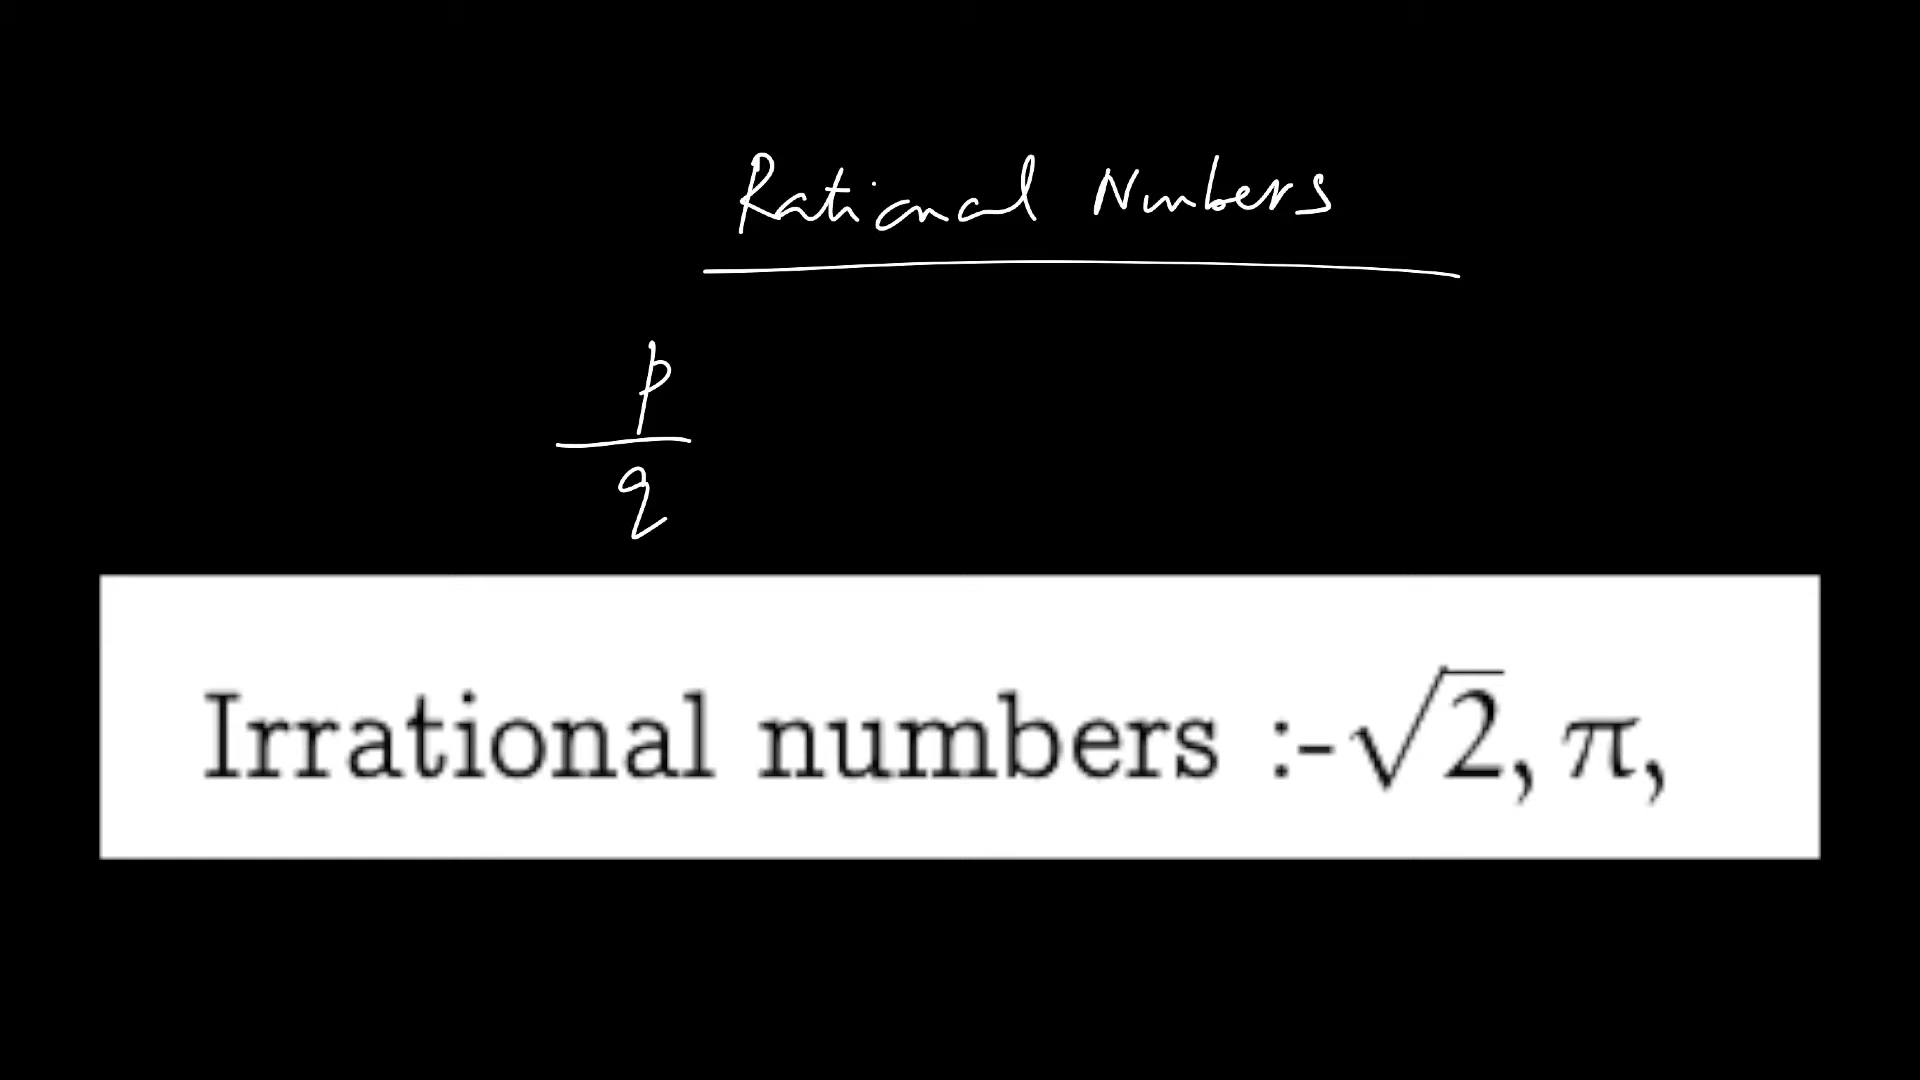 Rational Numbers
p
q
Irrational numbers :-√2, π,